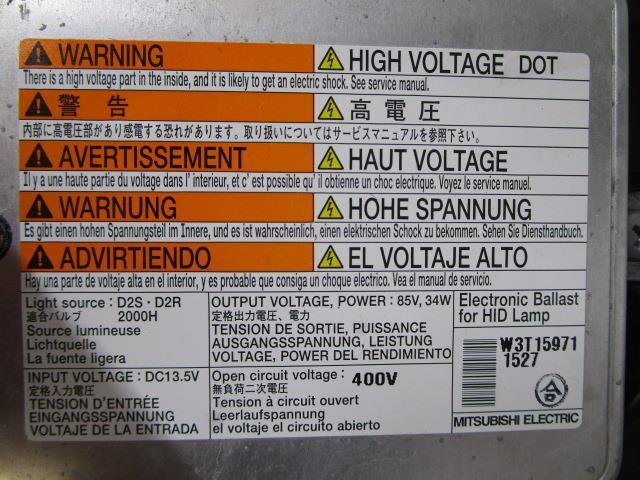 WARNING HIGH VOLTAGE DOT
There is a high voltage part in the inside, and it is likely to get an electric shock. See service manual.
警告 高電圧
内部に高電圧部があり感電する恐れがあります。取り扱いについてはサービスマニュアルを参照下さい。
AVERTISSEMENT HAUT VOLTAGE
Il y a une haute partie du voltage dans l' interieur, et c' est possible qu' il obtienne un choc electrique. Voyez le service manuel.
WARNUNG HÖHE SPANNUNG
Es gibt einen hohen Spannungsteil im Innere, und es ist wahrscheinlich, einen elektrischen Schock zu bekommen. Sehen Sie Diensthandbuch.
ADVIRTIENDO EL VOLTAJE ALTO
Hay una parte de voltaje alta en el interior, y es probable que consiga un choque electrico. Vea el manual de servicio.
Light source : D2S · D2R
適合バルブ 2000H
Source lumineuse
Lichtquelle
La fuente ligera
OUTPUT VOLTAGE, POWER : 85V, 34W
定格出力電圧、電力
TENSION DE SORTIE, PUISSANCE
AUSGANGSSPANNUNG, LEISTUNG
VOLTAGE, POWER DEL RENDIMIENTO
Electronic Ballast
for HID Lamp
W3T15971
1527
合
MITSUBISHI ELECTRIC
INPUT VOLTAGE : DC13.5V
定格入力電圧
TENSION D'ENTRÉE
EINGANGSSPANNUNG
VOLTAJE DE LA ENTRADA
Open circuit voltage : 400V
無負荷二次電圧
Tension à circuit ouvert
Leerlaufspannung
el voltaje el circuito abierto